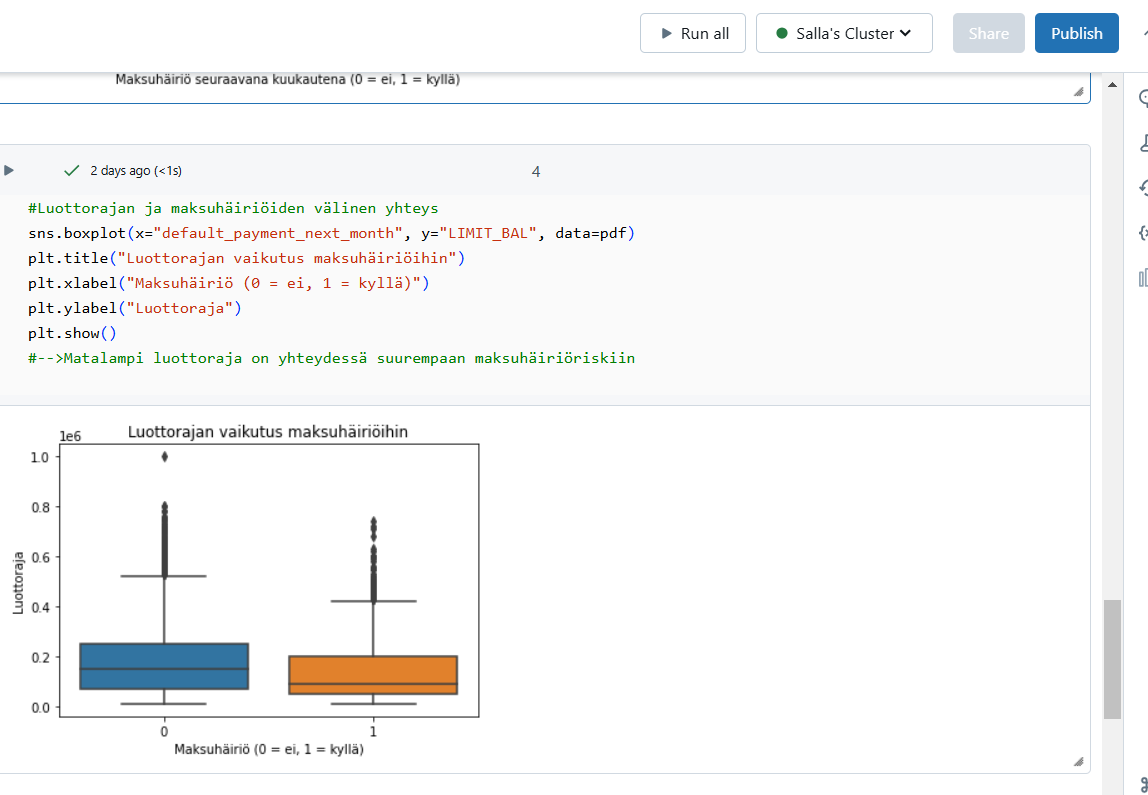 Run all
Salla's Cluster
Share
Publish
Maksuhäiriö seuraavana kuukautena (0 = ei, 1 = kyllä)
2 days ago (<1s)
4
#Luottorajan ja maksuhäiriöiden välinen yhteys
sns.boxplot(x="default_payment_next_month", y="LIMIT_BAL", data=pdf)
plt.title("Luottorajan vaikutus maksuhäiriöihin")
plt.xlabel("Maksuhäiriö (0 = ei, 1 = kyllä)")
plt.ylabel("Luottoraja")
plt.show()
#-->Matalampi luottoraja on yhteydessä suurempaan maksuhäiriöriskiin
Luottorajan vaikutus maksuhäiriöihin
1e6
1.0
0.8
0.6
0.4
0.2
0.0
Luottoraja
0
1
Maksuhäiriö (0 = ei, 1 = kyllä)